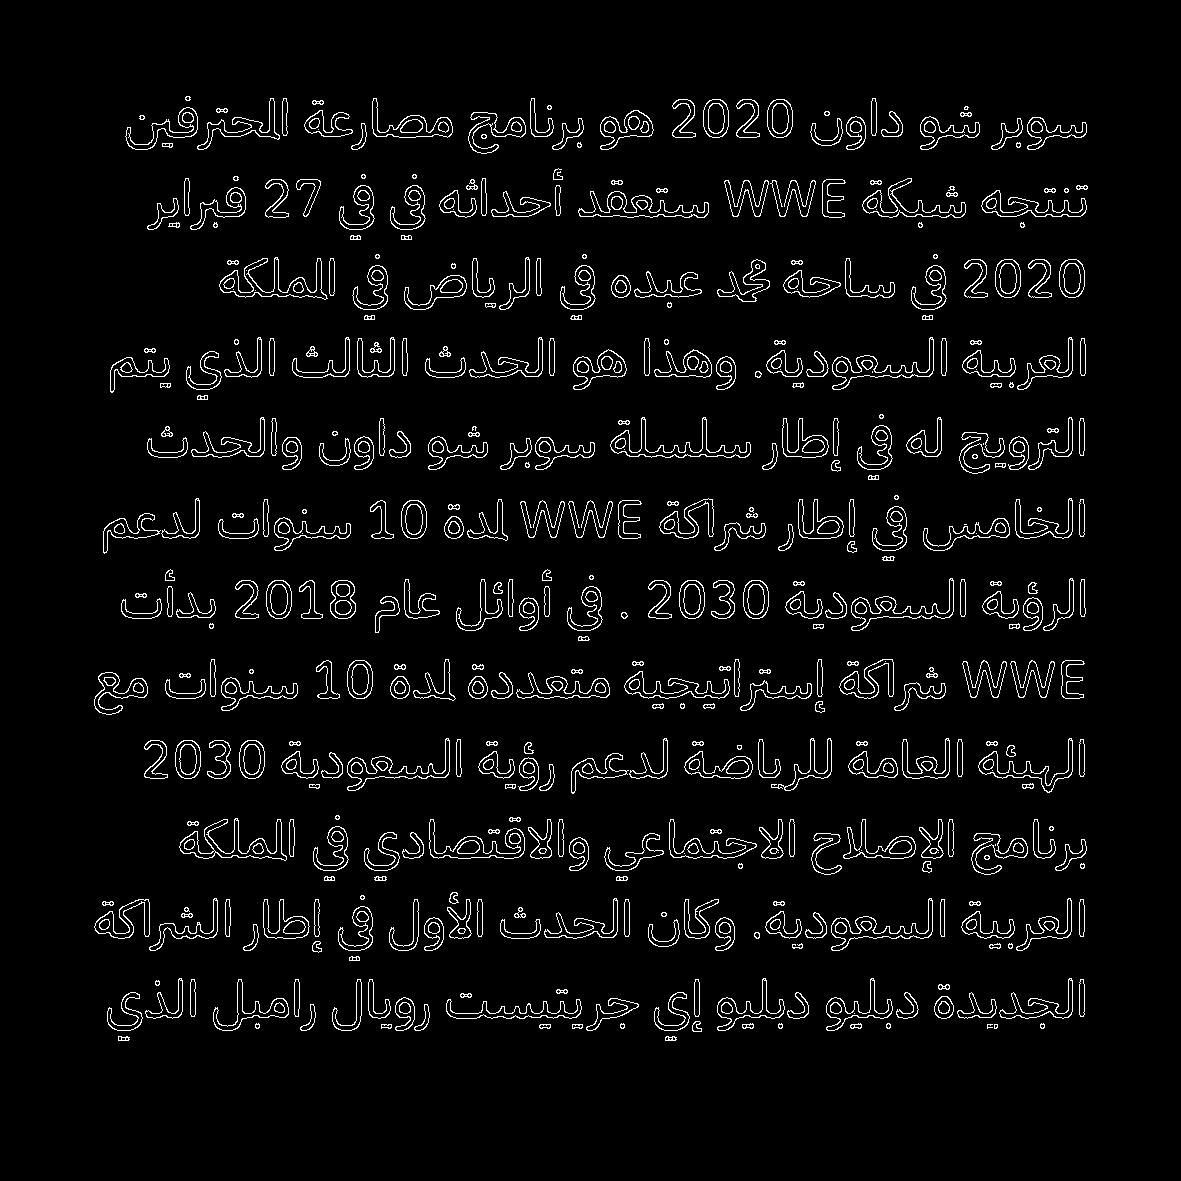 سوبر شو داون 2020 هو برنامج مصارعة المحترفين
تنتجه شبكة WWE ستعقد أحداثه في في 27 فبراير
2020 في ساحة محمد عبده في الرياض في المملكة
العربية السعودية. وهذا هو الحدث الثالث الذي يتم
الترويج له في إطار سلسلة سوبر شو داون والحدث
الخامس في إطار شراكة WWE لمدة 10 سنوات لدعم
الرؤية السعودية 2030 . في أوائل عام 2018 بدأت
WWE شراكة إستراتيجية متعددة لمدة 10 سنوات مع
الهيئة العامة للرياضة لدعم رؤية السعودية 2030
برنامج الإصلاح الاجتماعي والاقتصادي في المملكة
العربية السعودية. وكان الحدث الأول في إطار الشراكة
الجديدة دبليو دبليو إي جريتيست رويال رامبل الذي